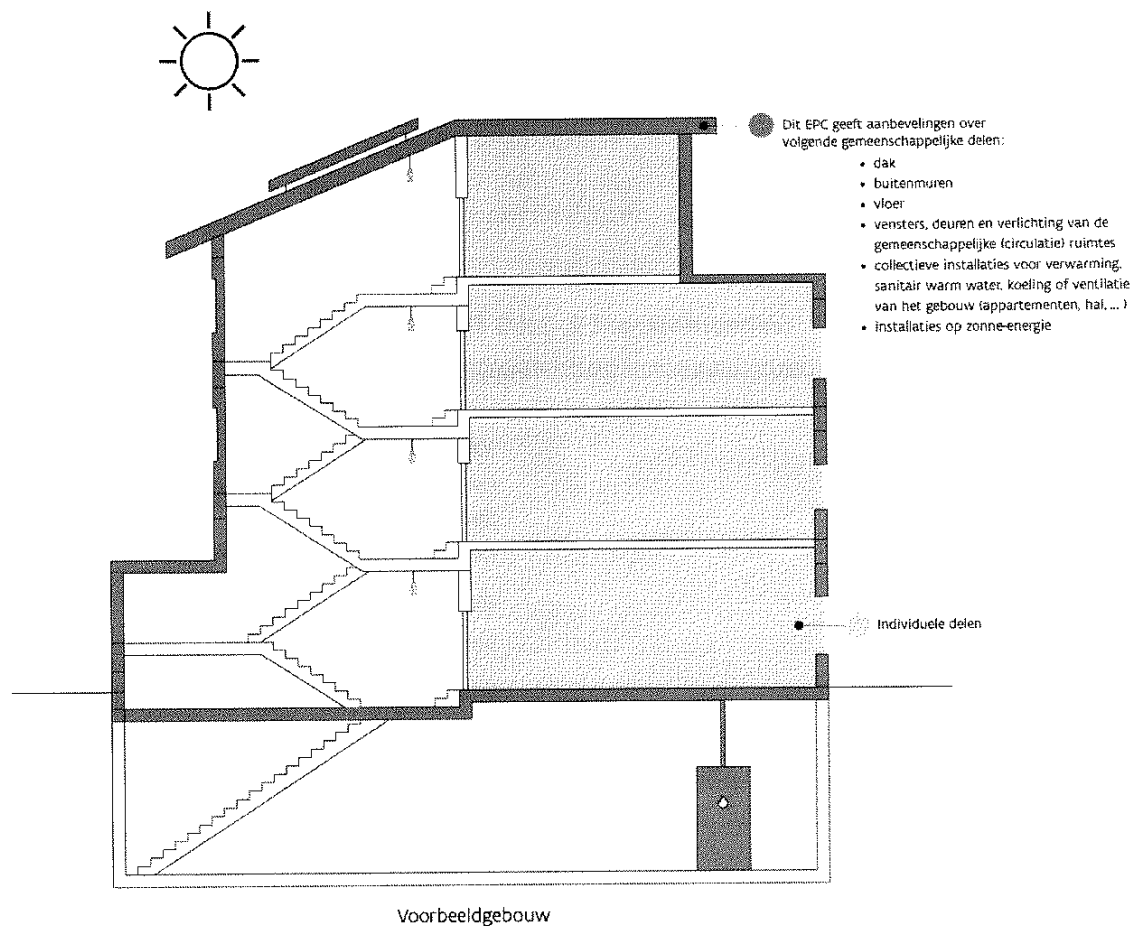 Dit EPC geeft aanbevelingen over
volgende gemeenschappelijke delen:
• dak
• buitenmuren
• vloer
• vensters, deuren en verlichting van de
gemeenschappelijke (circulatie) ruimtes
• collectieve installaties voor verwarming,
sanitair warm water, koeling of ventilatie
van het gebouw (appartementen, hal, ... )
• installaties op zonne-energie
Individuele delen
Voorbeeldgebouw